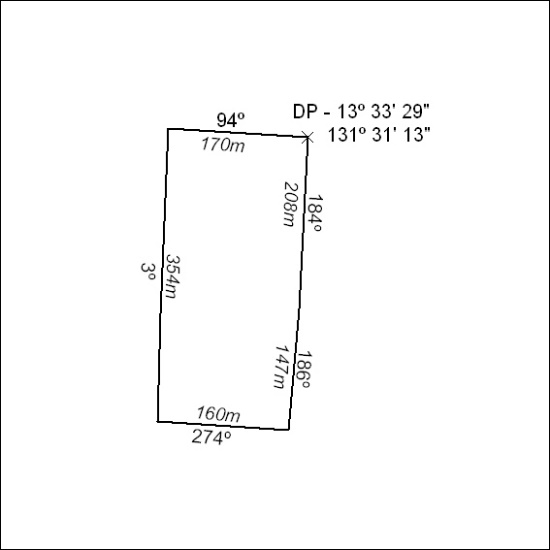 DP - 13º 33' 29"
131º 31' 13"
94º
170m
208m
184º
354m
3º
147m
186º
160m
274º